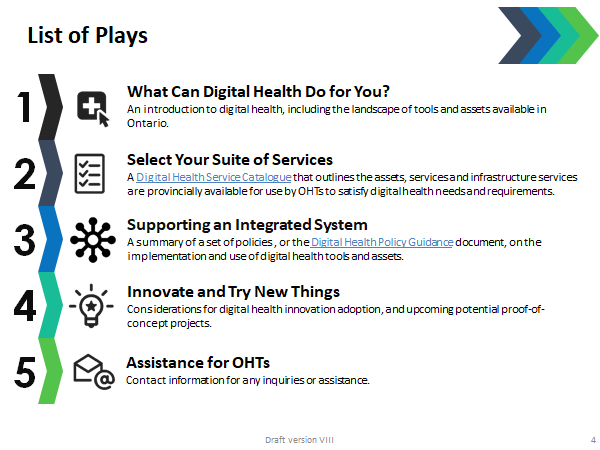 List of Plays
1
What Can Digital Health Do for You?
An introduction to digital health, including the landscape of tools and assets available in
Ontario.
2
Select Your Suite of Services
A Digital Health Service Catalogue that outlines the assets, services and infrastructure services
are provincially available for use by OHTs to satisfy digital health needs and requirements.
3
Supporting an Integrated System
A summary of a set of policies , or the Digital Health Policy Guidance document, on the
implementation and use of digital health tools and assets.
4
Innovate and Try New Things
Considerations for digital health innovation adoption, and upcoming potential proof-of-
concept projects.
5
Assistance for OHTs
Contact information for any inquiries or assistance.
Draft version VIII
4